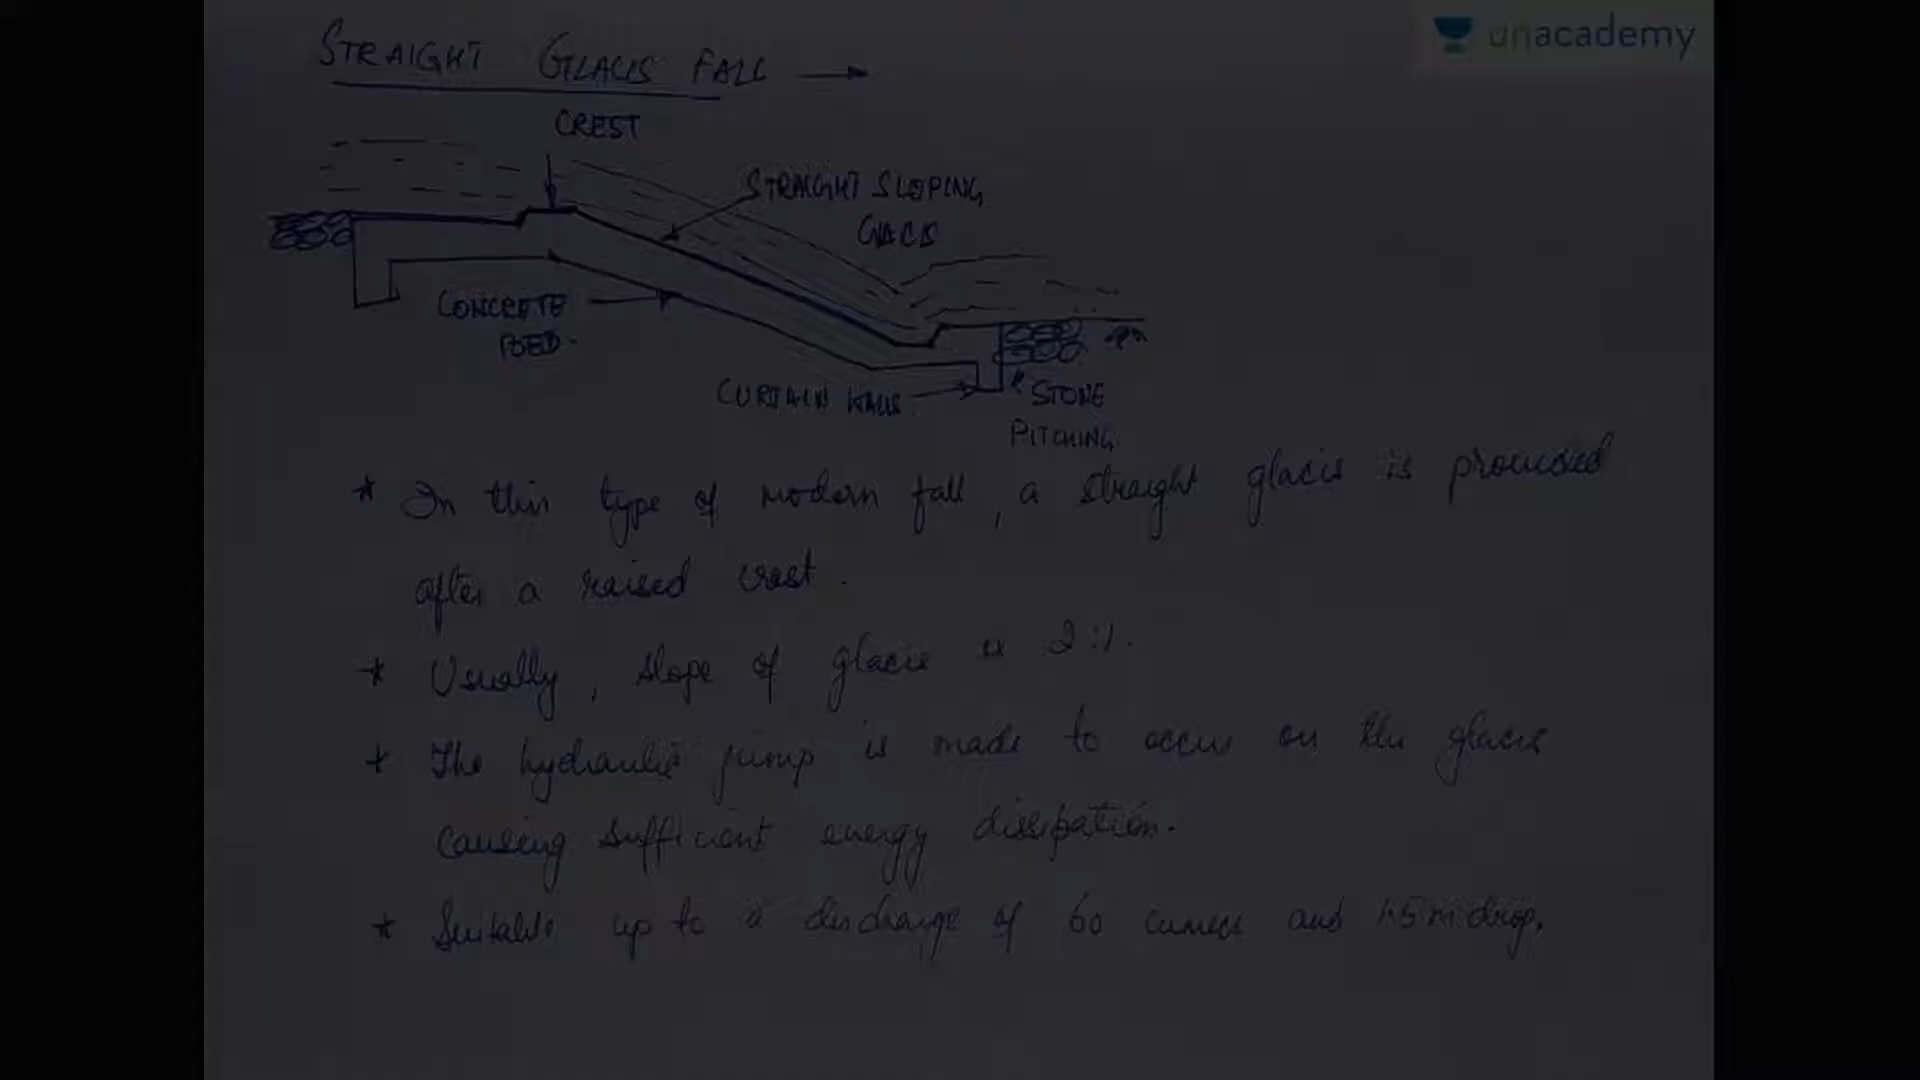 unacademy
STRAIGHT GLACIS FALL →
CREST
STRAIGHT SLOPING
GLACIS
CONCRETE
BED.
CURTAIN WALLS
STONE
PITCHING
* In this type of modern fall, a straight glacis is provided
after a raised crest.
* Usually, slope of glacis is 2:1.
* The hydraulic jump is made to occur on the glacis
causing sufficient energy dissipation.
* Suitable up to a discharge of 60 cumecs and 1.5 m drop.